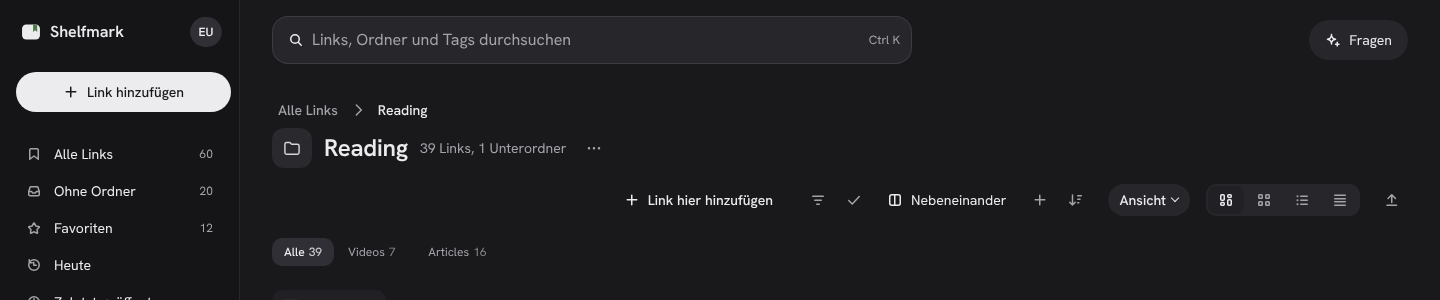 Shelfmark
EU
Links, Ordner und Tags durchsuchen
Ctrl K
Fragen
Link hinzufügen
Alle Links
Reading
Alle Links 60
Reading
39 Links, 1 Unterordner
Ohne Ordner 20
Link hier hinzufügen
Nebeneinander
Ansicht
Favoriten 12
Alle 39
Videos 7
Articles 16
Heute